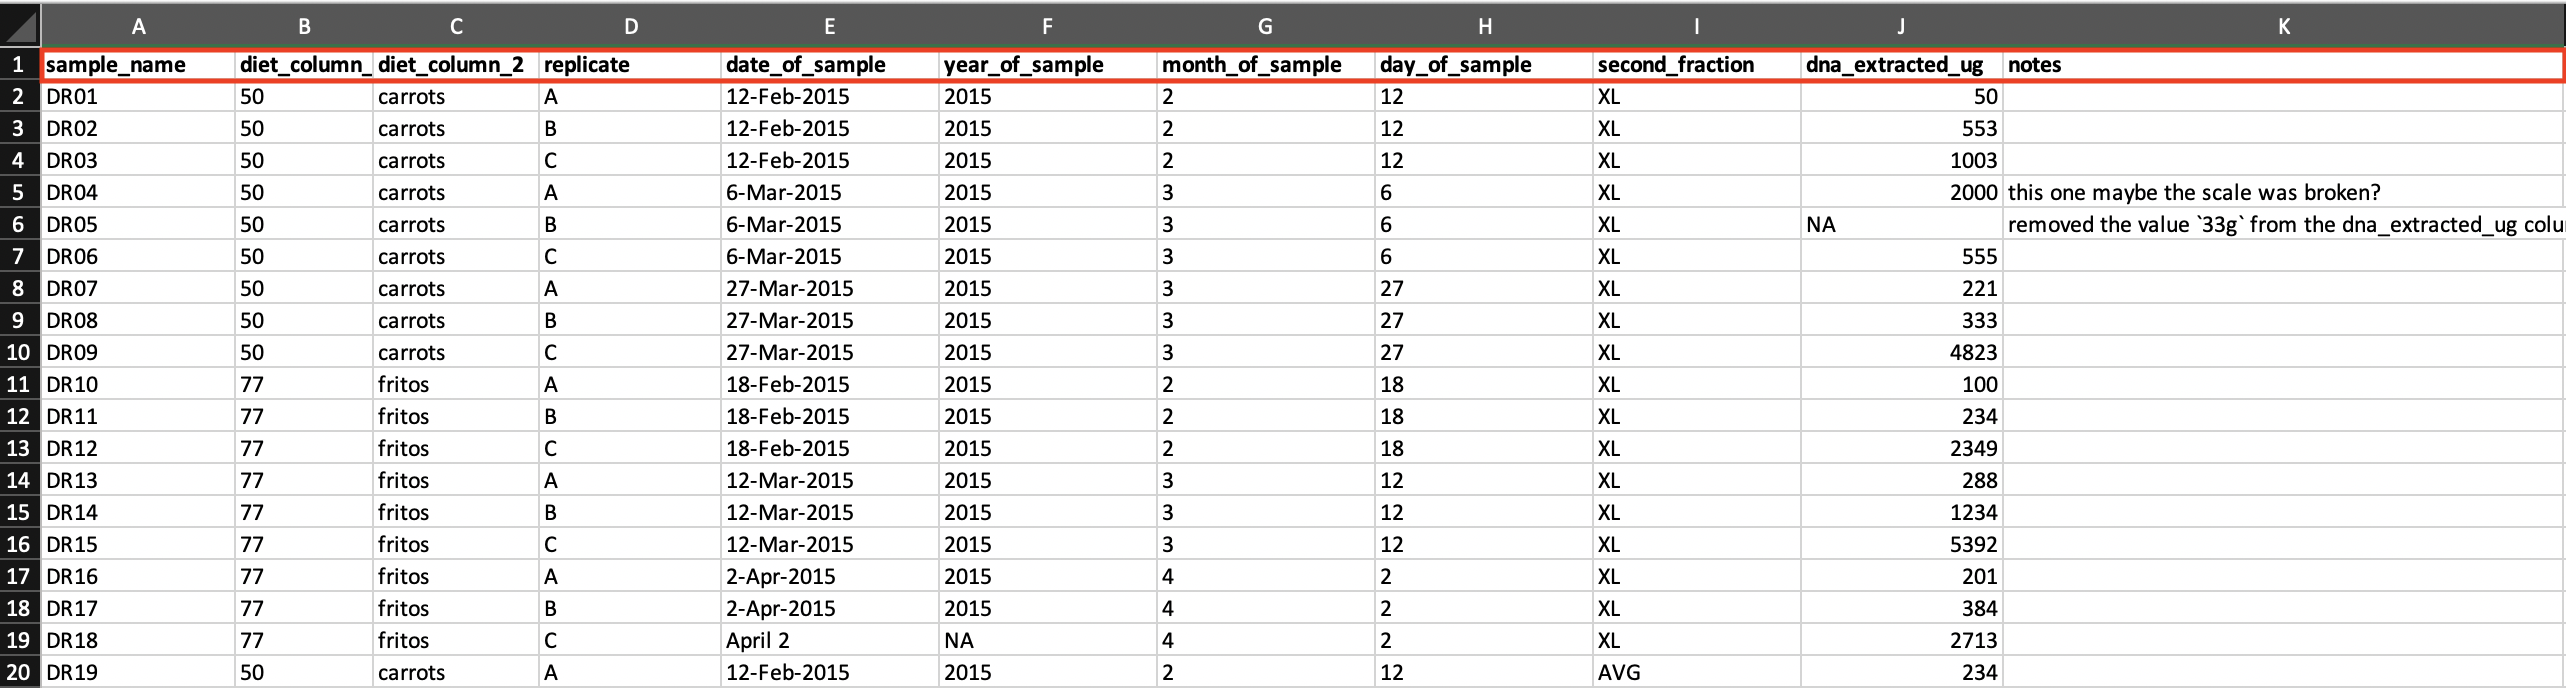 A B C D E F G H I J K
1 sample_name diet_column_ diet_column_2 replicate date_of_sample year_of_sample month_of_sample day_of_sample second_fraction dna_extracted_ug notes
2 DR01 50 carrots A 12-Feb-2015 2015 2 12 XL 50
3 DR02 50 carrots B 12-Feb-2015 2015 2 12 XL 553
4 DR03 50 carrots C 12-Feb-2015 2015 2 12 XL 1003
5 DR04 50 carrots A 6-Mar-2015 2015 3 6 XL 2000 this one maybe the scale was broken?
6 DR05 50 carrots B 6-Mar-2015 2015 3 6 XL NA removed the value `33g` from the dna_extracted_ug colu
7 DR06 50 carrots C 6-Mar-2015 2015 3 6 XL 555
8 DR07 50 carrots A 27-Mar-2015 2015 3 27 XL 221
9 DR08 50 carrots B 27-Mar-2015 2015 3 27 XL 333
10 DR09 50 carrots C 27-Mar-2015 2015 3 27 XL 4823
11 DR10 77 fritos A 18-Feb-2015 2015 2 18 XL 100
12 DR11 77 fritos B 18-Feb-2015 2015 2 18 XL 234
13 DR12 77 fritos C 18-Feb-2015 2015 2 18 XL 2349
14 DR13 77 fritos A 12-Mar-2015 2015 3 12 XL 288
15 DR14 77 fritos B 12-Mar-2015 2015 3 12 XL 1234
16 DR15 77 fritos C 12-Mar-2015 2015 3 12 XL 5392
17 DR16 77 fritos A 2-Apr-2015 2015 4 2 XL 201
18 DR17 77 fritos B 2-Apr-2015 2015 4 2 XL 384
19 DR18 77 fritos C April 2 NA 4 2 XL 2713
20 DR19 50 carrots A 12-Feb-2015 2015 2 12 AVG 234